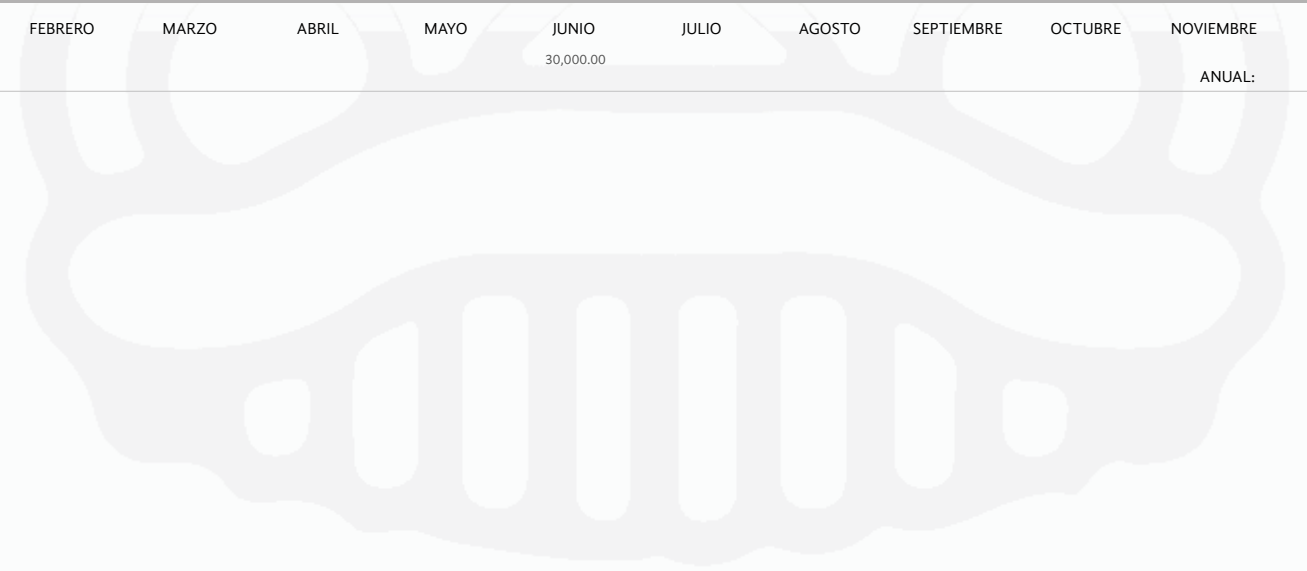 FEBRERO MARZO ABRIL MAYO JUNIO JULIO AGOSTO SEPTIEMBRE OCTUBRE NOVIEMBRE
30,000.00
ANUAL: